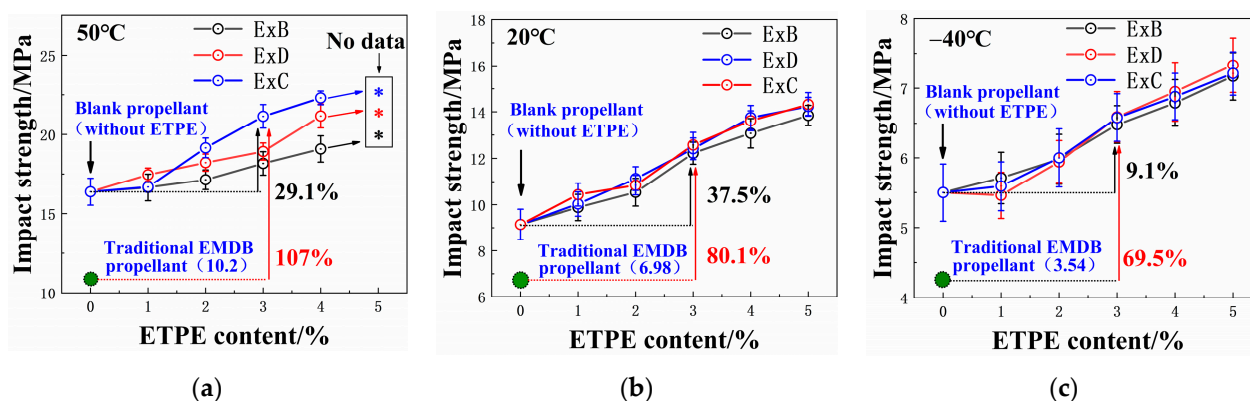 50℃
ExB
ExD
ExC
No data
*
*
*
Blank propellant
(without ETPE)
29.1%
Traditional EMDB
propellant（10.2）
107%
Impact strength/MPa
25
20
15
10
0
1
2
3
4
5
ETPE content/%
(a)
20℃
ExB
ExD
ExC
Blank propellant
（without ETPE）
37.5%
Traditional EMDB
propellant（6.98）
80.1%
Impact strength/MPa
18
16
14
12
10
8
6
0
1
2
3
4
5
ETPE content/%
(b)
−40℃
ExB
ExD
ExC
Blank propellant
（without ETPE）
9.1%
Traditional EMDB
propellant（3.54）
69.5%
Impact strength/MPa
8
7
6
5
4
0
1
2
3
4
5
ETPE content/%
(c)